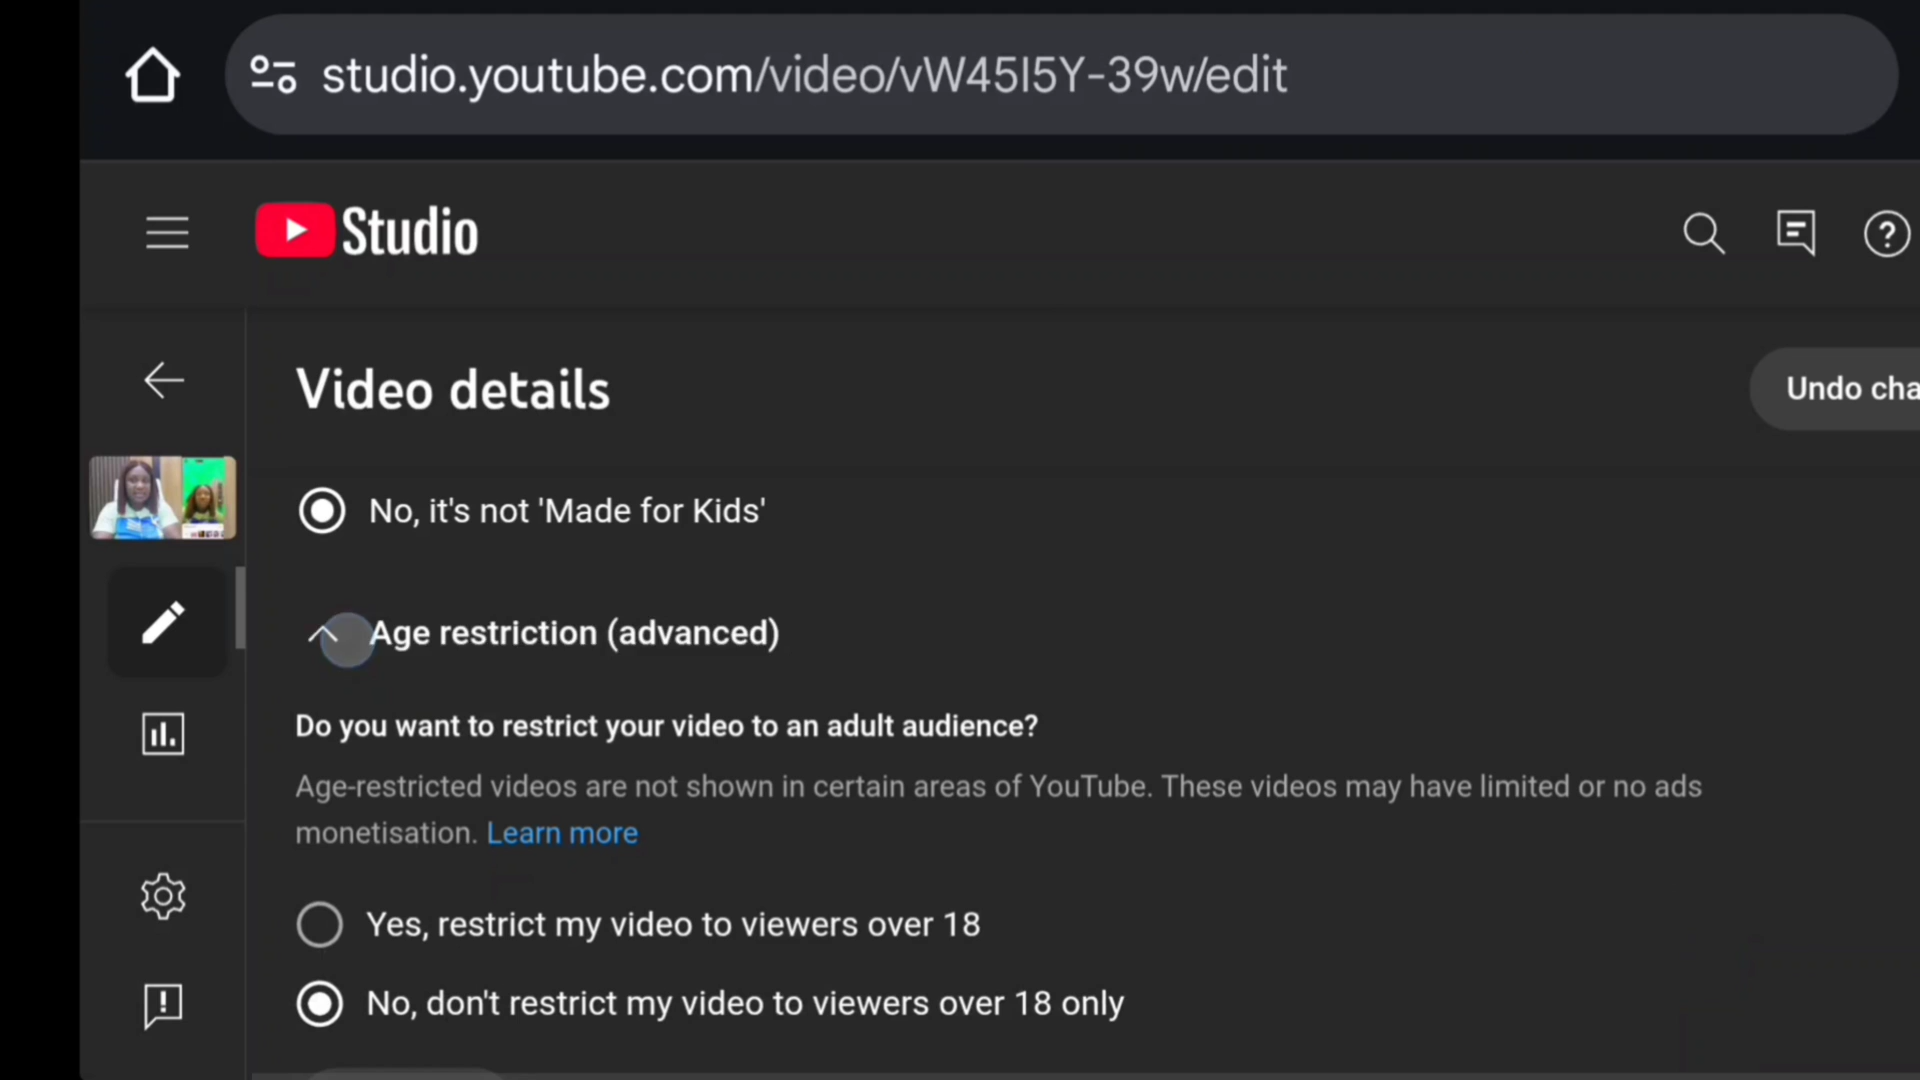 studio.youtube.com/video/vW45I5Y-39w/edit
Studio
Video details
Undo cha
No, it's not 'Made for Kids'
Age restriction (advanced)
Do you want to restrict your video to an adult audience?
Age-restricted videos are not shown in certain areas of YouTube. These videos may have limited or no ads
monetisation. Learn more
Yes, restrict my video to viewers over 18
No, don't restrict my video to viewers over 18 only